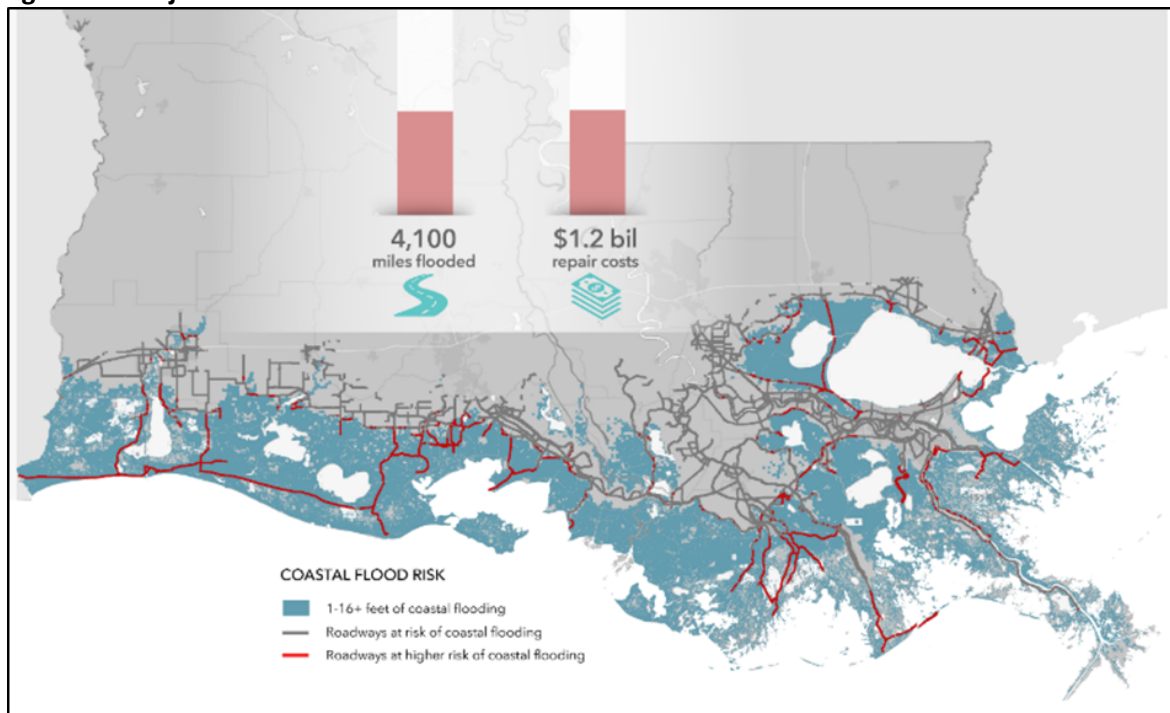 4,100
miles flooded
$1.2 bil
repair costs
COASTAL FLOOD RISK
1-16+ feet of coastal flooding
Roadways at risk of coastal flooding
Roadways at higher risk of coastal flooding